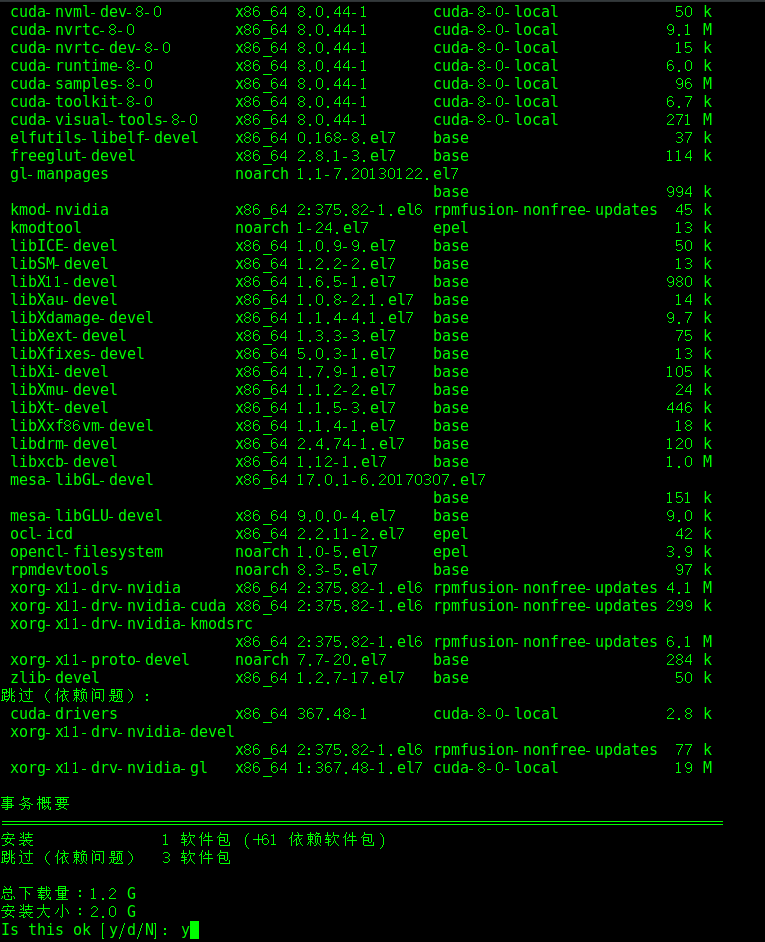 cuda-nvml-dev-8-0 x86_64 8.0.44-1 cuda-8-0-local 50 k
cuda-nvrtc-8-0 x86_64 8.0.44-1 cuda-8-0-local 9.1 M
cuda-nvrtc-dev-8-0 x86_64 8.0.44-1 cuda-8-0-local 15 k
cuda-runtime-8-0 x86_64 8.0.44-1 cuda-8-0-local 6.0 k
cuda-samples-8-0 x86_64 8.0.44-1 cuda-8-0-local 96 M
cuda-toolkit-8-0 x86_64 8.0.44-1 cuda-8-0-local 6.7 k
cuda-visual-tools-8-0 x86_64 8.0.44-1 cuda-8-0-local 271 M
elfutils-libelf-devel x86_64 0.168-8.el7 base 37 k
freeglut-devel x86_64 2.8.1-3.el7 base 114 k
gl-manpages noarch 1.1-7.20130122.el7
base 994 k
kmod-nvidia x86_64 2:375.82-1.el6 rpmfusion-nonfree-updates 45 k
kmodtool noarch 1-24.el7 epel 13 k
libICE-devel x86_64 1.0.9-9.el7 base 50 k
libSM-devel x86_64 1.2.2-2.el7 base 13 k
libX11-devel x86_64 1.6.5-1.el7 base 980 k
libXau-devel x86_64 1.0.8-2.1.el7 base 14 k
libXdamage-devel x86_64 1.1.4-4.1.el7 base 9.7 k
libXext-devel x86_64 1.3.3-3.el7 base 75 k
libXfixes-devel x86_64 5.0.3-1.el7 base 13 k
libXi-devel x86_64 1.7.9-1.el7 base 105 k
libXmu-devel x86_64 1.1.2-2.el7 base 24 k
libXt-devel x86_64 1.1.5-3.el7 base 446 k
libXxf86vm-devel x86_64 1.1.4-1.el7 base 18 k
libdrm-devel x86_64 2.4.74-1.el7 base 120 k
libxcb-devel x86_64 1.12-1.el7 base 1.0 M
mesa-libGL-devel x86_64 17.0.1-6.20170307.el7
base 151 k
mesa-libGLU-devel x86_64 9.0.0-4.el7 base 9.0 k
ocl-icd x86_64 2.2.11-2.el7 epel 42 k
opencl-filesystem noarch 1.0-5.el7 epel 3.9 k
rpmdevtools noarch 8.3-5.el7 base 97 k
xorg-x11-drv-nvidia x86_64 2:375.82-1.el6 rpmfusion-nonfree-updates 4.1 M
xorg-x11-drv-nvidia-cuda x86_64 2:375.82-1.el6 rpmfusion-nonfree-updates 299 k
xorg-x11-drv-nvidia-kmodsrc
x86_64 2:375.82-1.el6 rpmfusion-nonfree-updates 6.1 M
xorg-x11-proto-devel noarch 7.7-20.el7 base 284 k
zlib-devel x86_64 1.2.7-17.el7 base 50 k
跳过（依赖问题）:
cuda-drivers x86_64 367.48-1 cuda-8-0-local 2.8 k
xorg-x11-drv-nvidia-devel
x86_64 2:375.82-1.el6 rpmfusion-nonfree-updates 77 k
xorg-x11-drv-nvidia-gl x86_64 1:367.48-1.el7 cuda-8-0-local 19 M
事务概要
安装 1 软件包 (+61 依赖软件包)
跳过（依赖问题） 3 软件包
总下载量：1.2 G
安装大小：2.0 G
Is this ok [y/d/N]: y